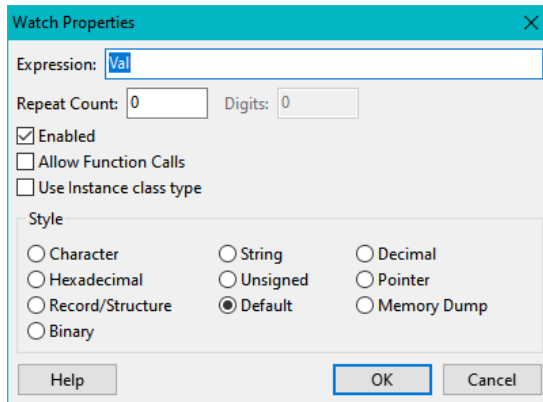 Watch Properties
Expression: Val
Repeat Count: 0 Digits: 0
Enabled
Allow Function Calls
Use Instance class type
Style
Character String Decimal
Hexadecimal Unsigned Pointer
Record/Structure Default Memory Dump
Binary
Help OK Cancel